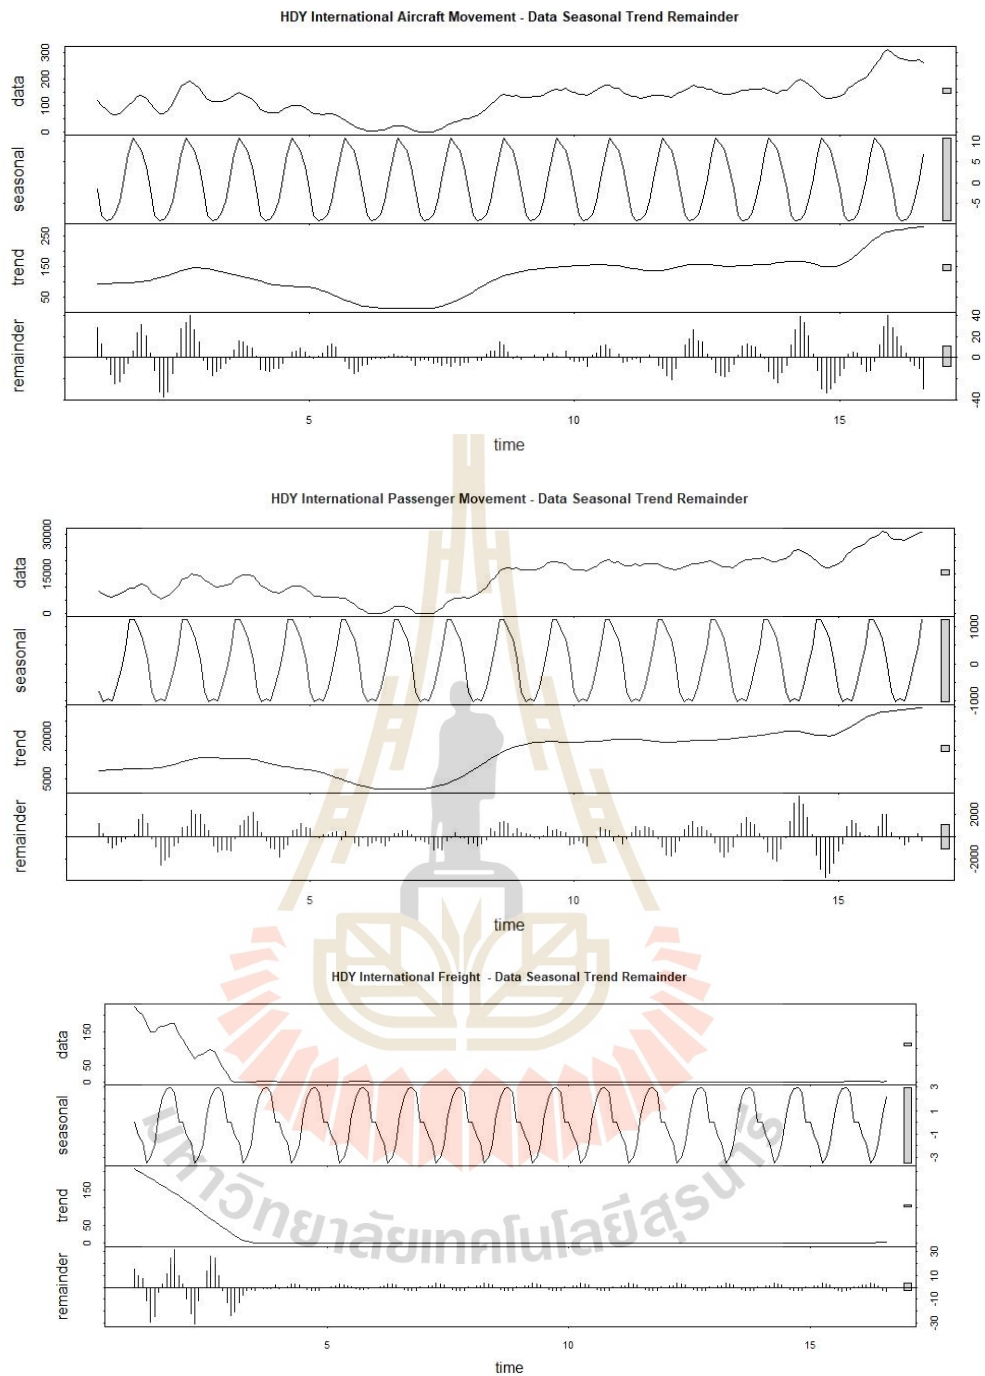 HDY International Aircraft Movement - Data Seasonal Trend Remainder
data
0 100 200 300
seasonal
-5 0 5 10
trend
50 150 250
remainder
-40 0 20 40
5 10 15
time
HDY International Passenger Movement - Data Seasonal Trend Remainder
data
0 15000 30000
seasonal
-1000 0 1000
trend
5000 20000
remainder
-2000 2000
5 10 15
time
HDY International Freight - Data Seasonal Trend Remainder
data
0 50 150
seasonal
-3 -1 1 3
trend
0 50 150
remainder
-30 -10 10 30
5 10 15
time
มหาวิทยาลัยเทคโนโลยีสุรนารี